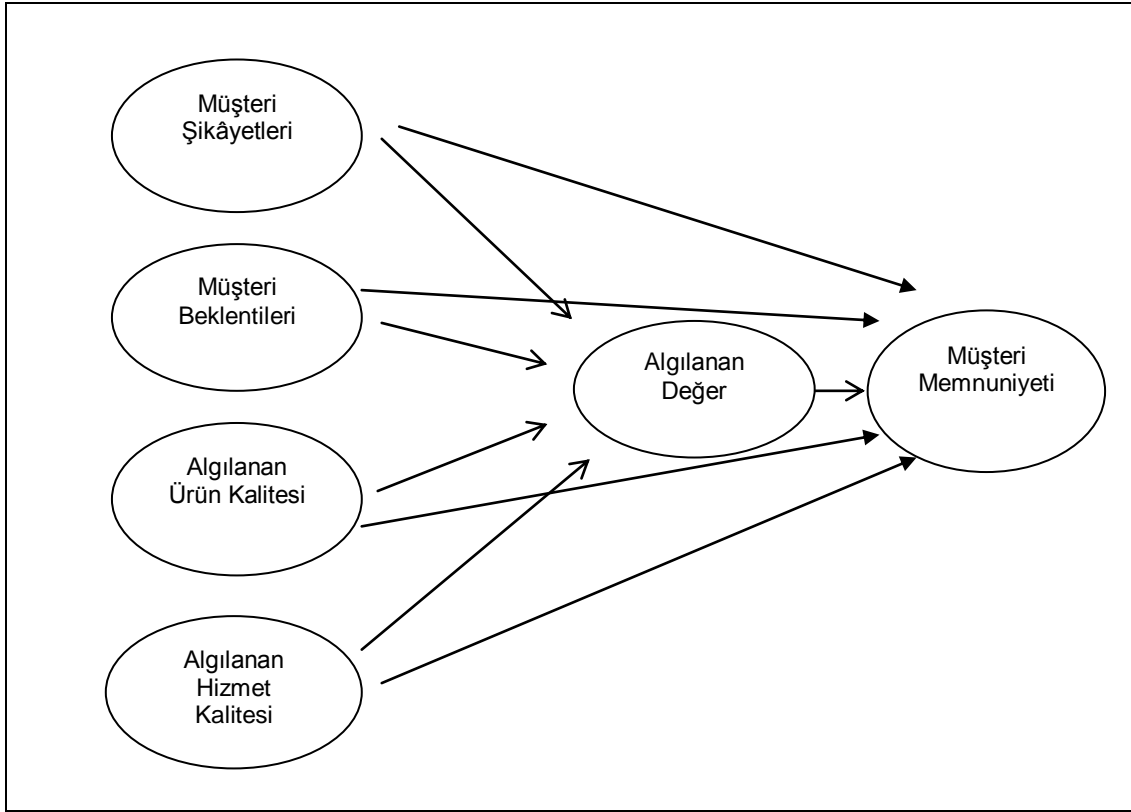 Müşteri
Şikâyetleri
Müşteri
Beklentileri
Algılanan
Değer
Müşteri
Memnuniyeti
Algılanan
Ürün Kalitesi
Algılanan
Hizmet
Kalitesi